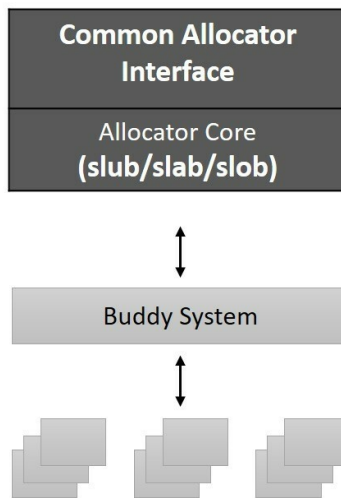 Common Allocator
Interface
Allocator Core
(slub/slab/slob)
Buddy System